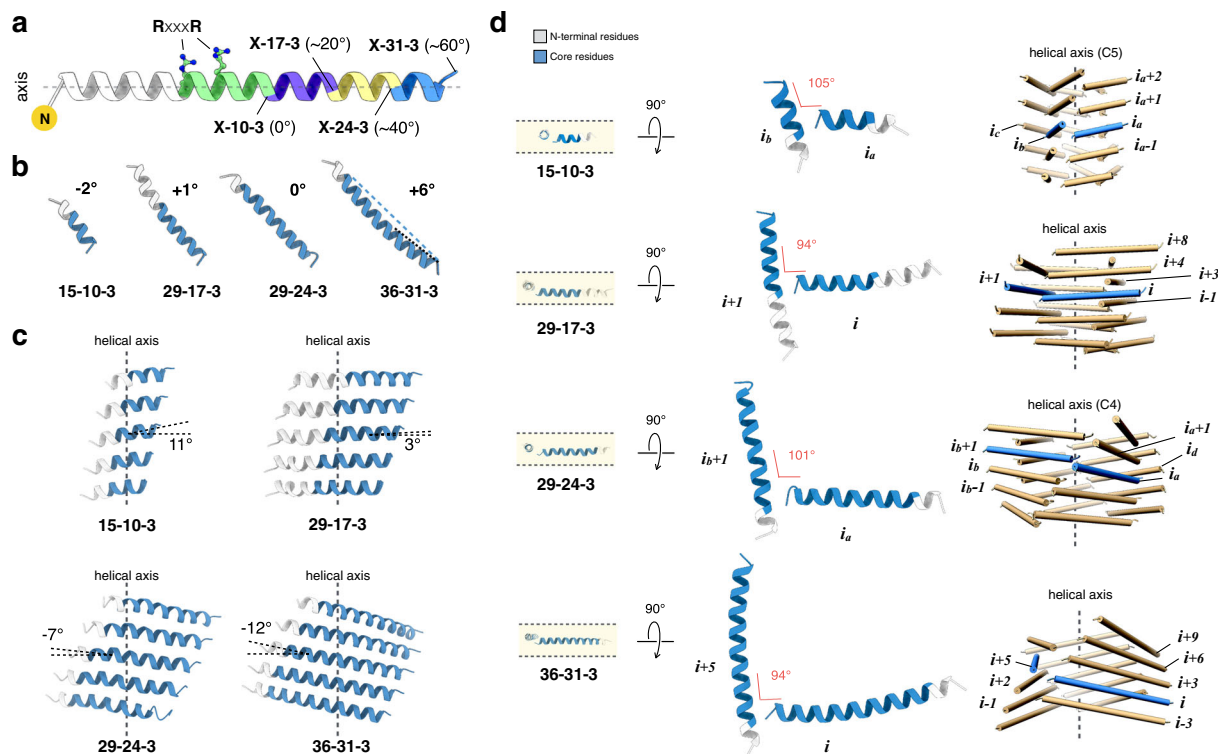 a
RxxxR
X-17-3 (~20°)
X-31-3 (~60°)
axis
N
X-10-3 (0°)
X-24-3 (~40°)
b
-2°
+1°
0°
+6°
15-10-3
29-17-3
29-24-3
36-31-3
c
helical axis
helical axis
11°
3°
15-10-3
29-17-3
helical axis
helical axis
-7°
-12°
29-24-3
36-31-3
d
N-terminal residues
Core residues
90°
15-10-3
105°
ib
ia
helical axis (C5)
ia+2
ia+1
ic
ia
ib
ia-1
90°
29-17-3
94°
i+1
i
helical axis
i+8
i+4
i+3
i+1
i
i-1
90°
29-24-3
101°
ib+1
ia
helical axis (C4)
ia+1
ib+1
id
ib
ia
ib-1
90°
36-31-3
94°
i+5
i
helical axis
i+9
i+5
i+6
i+2
i+3
i-1
i
i-3